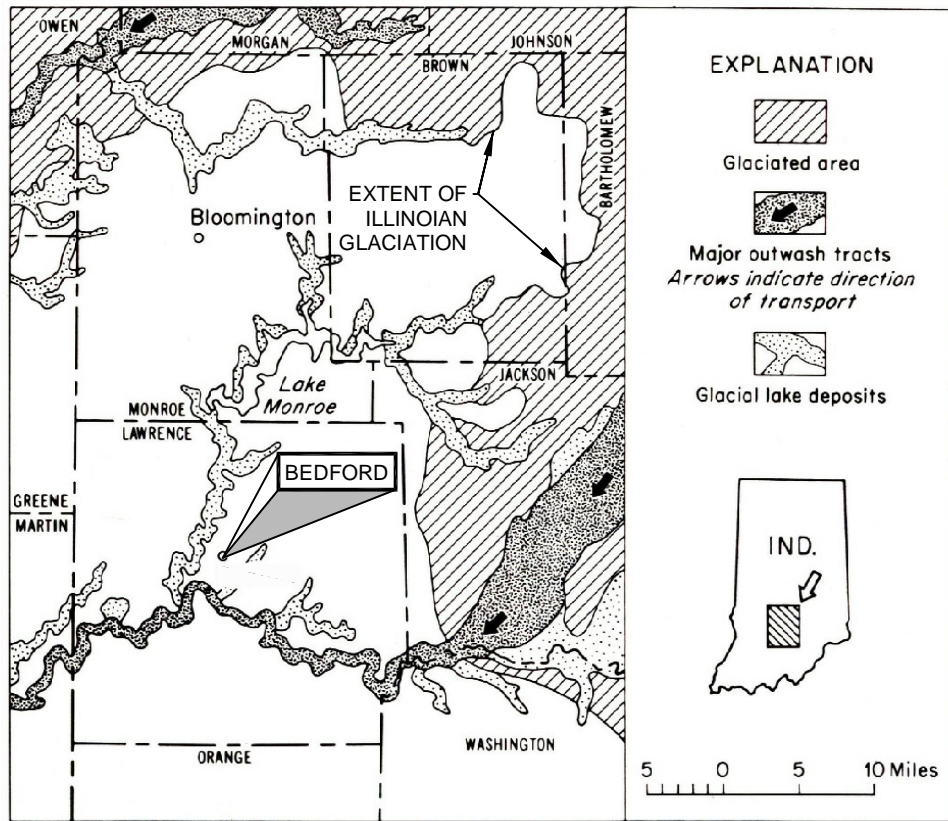 OWEN
MORGAN
JOHNSON
BROWN
BARTHOLOMEW
EXTENT OF
ILLINOIAN
GLACIATION
Bloomington
JACKSON
Lake
Monroe
MONROE
LAWRENCE
BEDFORD
GREENE
MARTIN
ORANGE
WASHINGTON
EXPLANATION
Glaciated area
Major outwash tracts
Arrows indicate direction
of transport
Glacial lake deposits
IND.
5 0 5 10 Miles